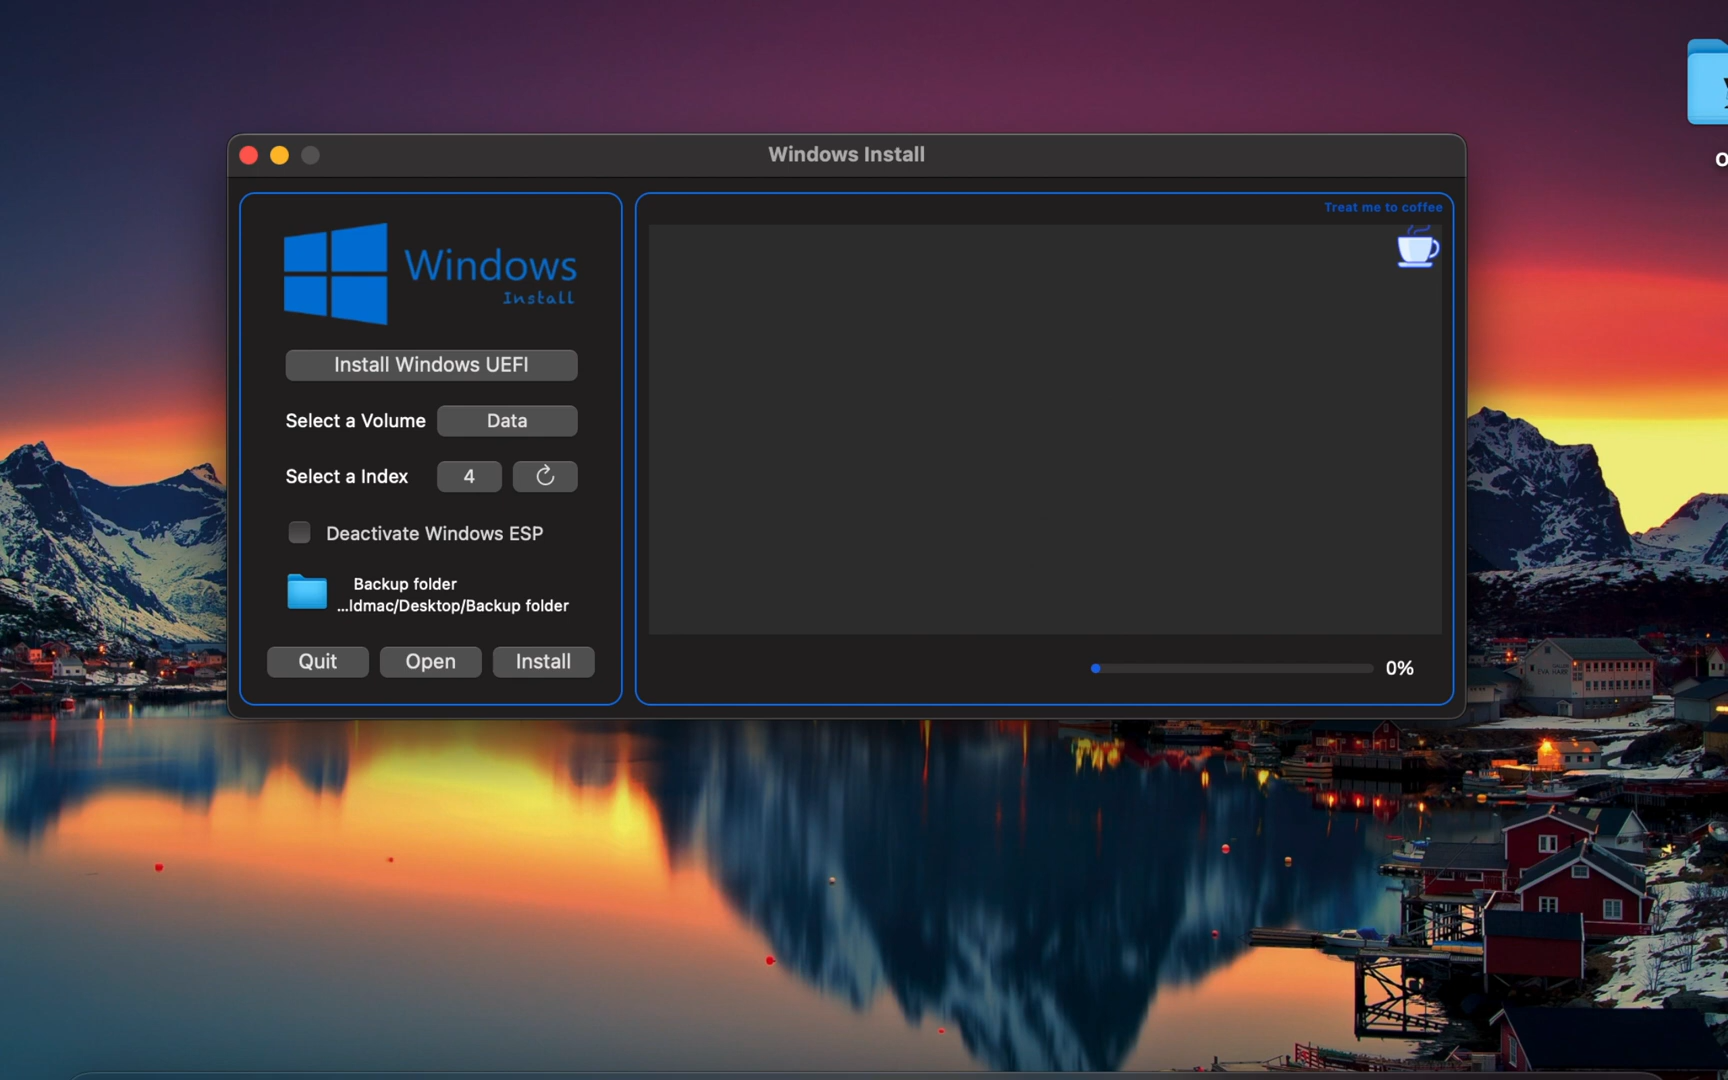 Windows Install
Treat me to coffee
Windows
Install
Install Windows UEFI
Select a Volume Data
Select a Index 4
Deactivate Windows ESP
Backup folder
...ldmac/Desktop/Backup folder
Quit Open Install
0%